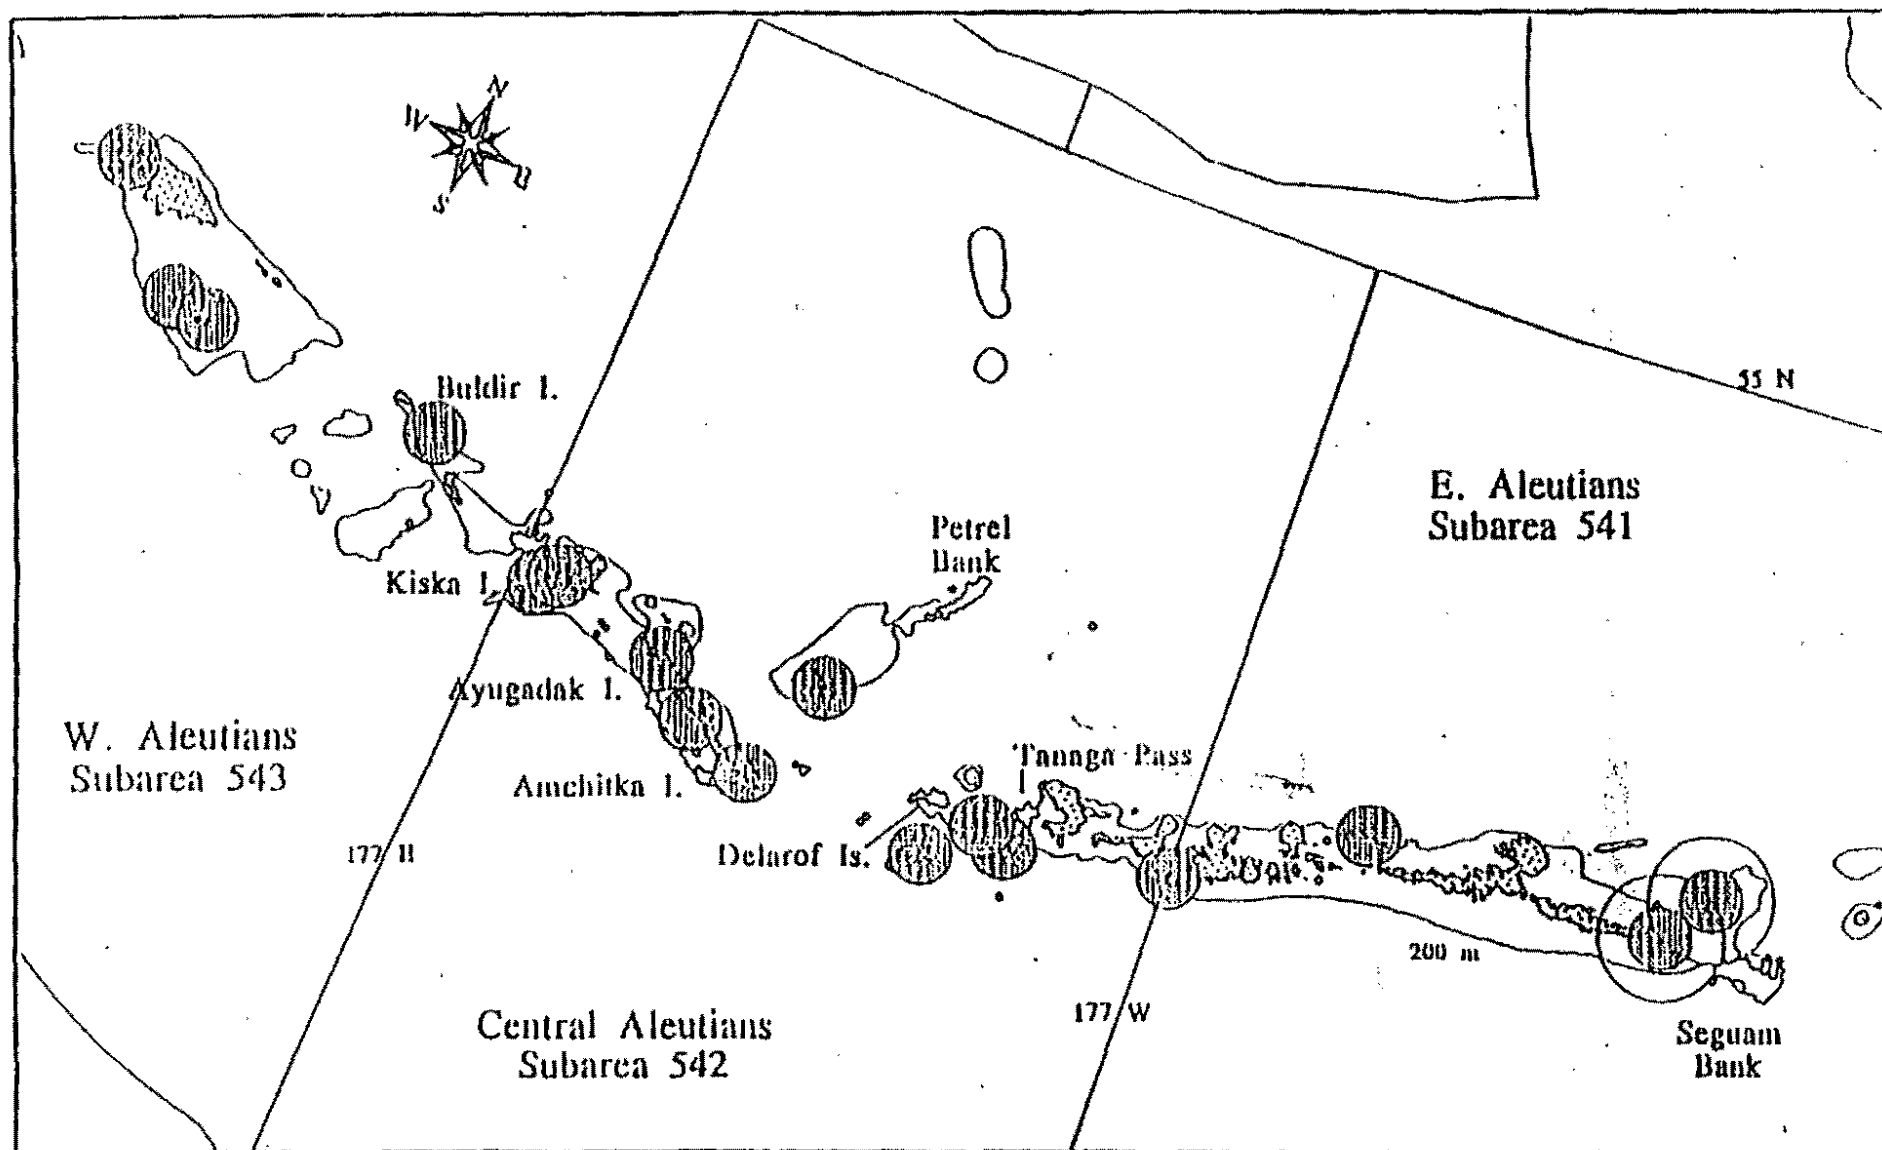 N
W
S
Buldir I.
55 N
E. Aleutians
Subarea 541
Petrel
Bank
Kiska I.
Ayugadak I.
W. Aleutians
Subarea 543
Tanaga Pass
Amchitka I.
Delarof Is.
177
200 m
177 W
Central Aleutians
Subarea 542
Seguam
Bank